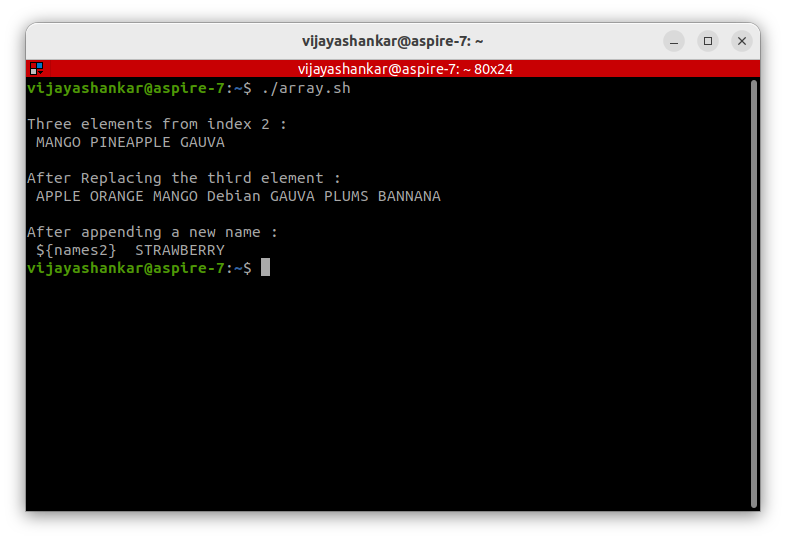 vijayashankar@aspire-7: ~
vijayashankar@aspire-7: ~ 80x24
vijayashankar@aspire-7:~$ ./array.sh
Three elements from index 2 :
MANGO PINEAPPLE GAUVA
After Replacing the third element :
APPLE ORANGE MANGO Debian GAUVA PLUMS BANNANA
After appending a new name :
${names2}  STRAWBERRY
vijayashankar@aspire-7:~$